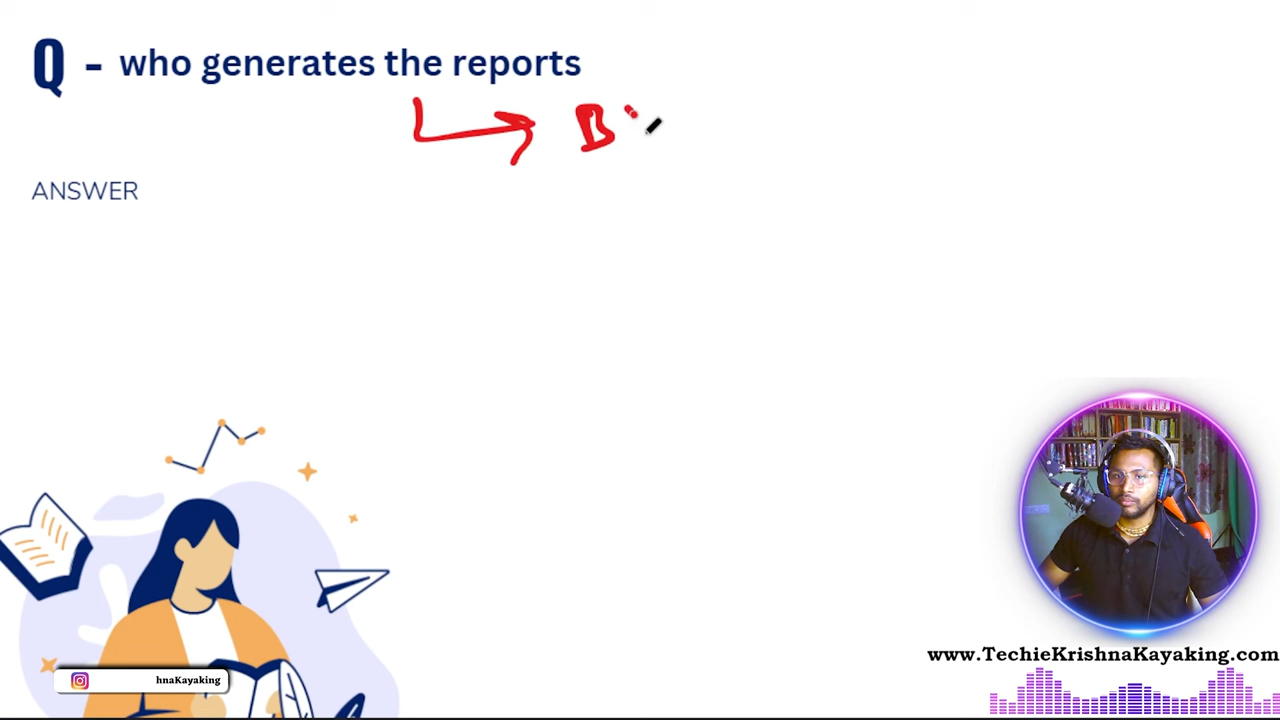 Q - who generates the reports
B
ANSWER
hnaKayaking
www.TechieKrishnaKayaking.com